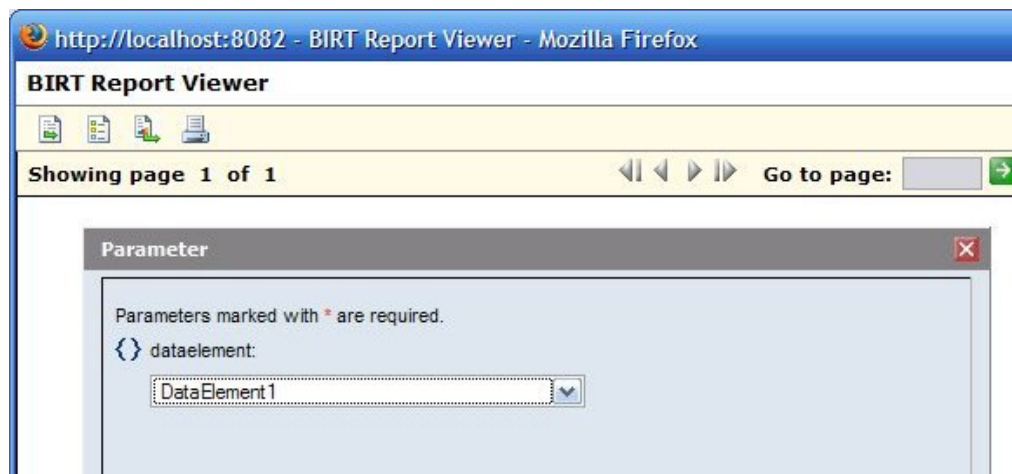 http://localhost:8082 - BIRT Report Viewer - Mozilla Firefox
BIRT Report Viewer
Showing page 1 of 1 Go to page:
Parameter
Parameters marked with * are required.
{} dataelement:
DataElement1